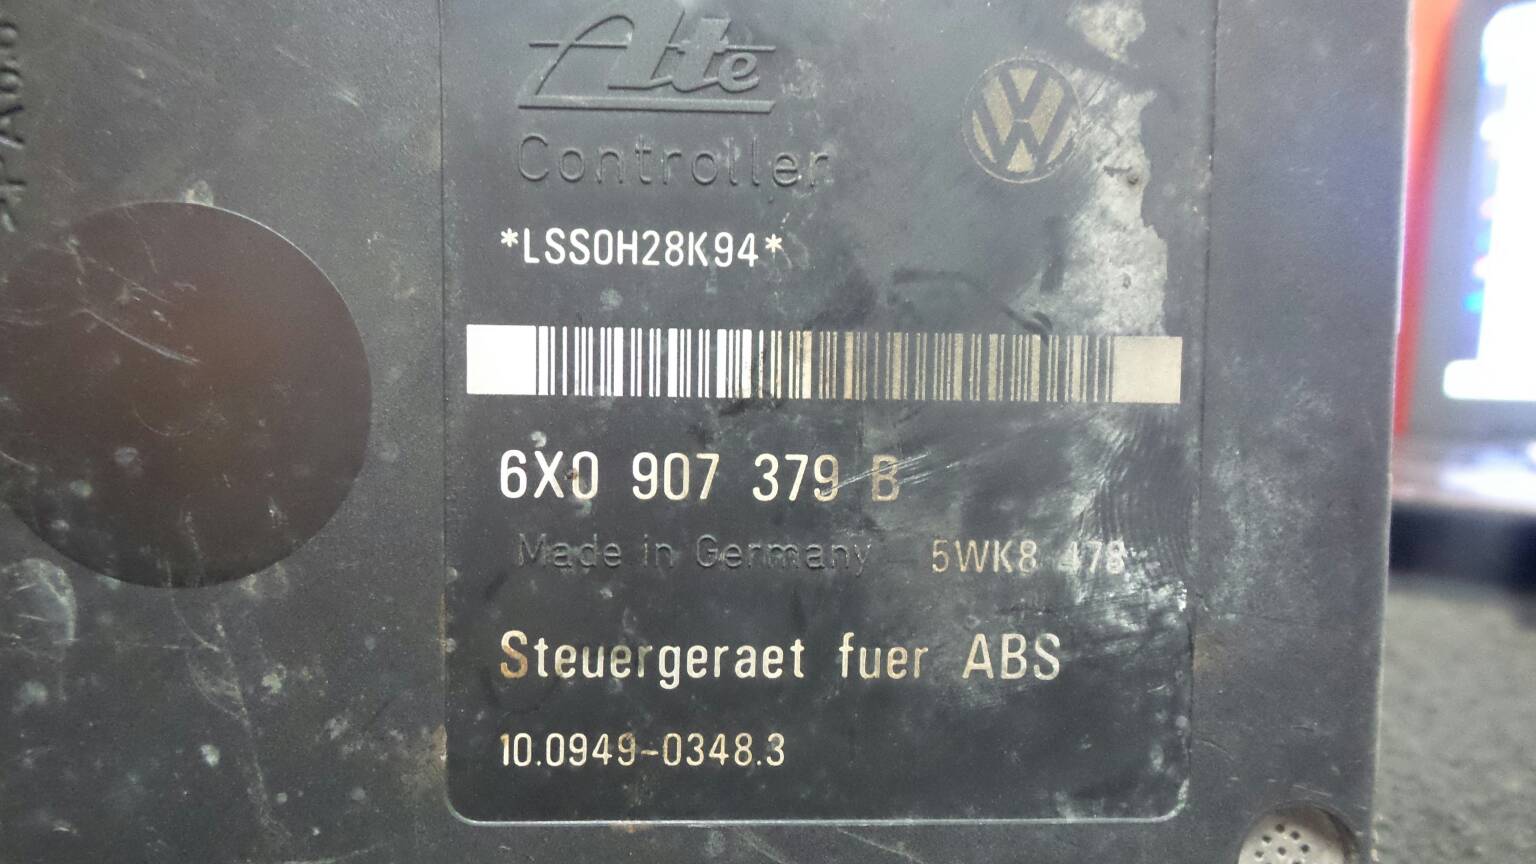 Ate
Controller
*LSS0H28K94*
6X0 907 379 B
Made in Germany 5WK8 478
Steuergeraet fuer ABS
10.0949-0348.3